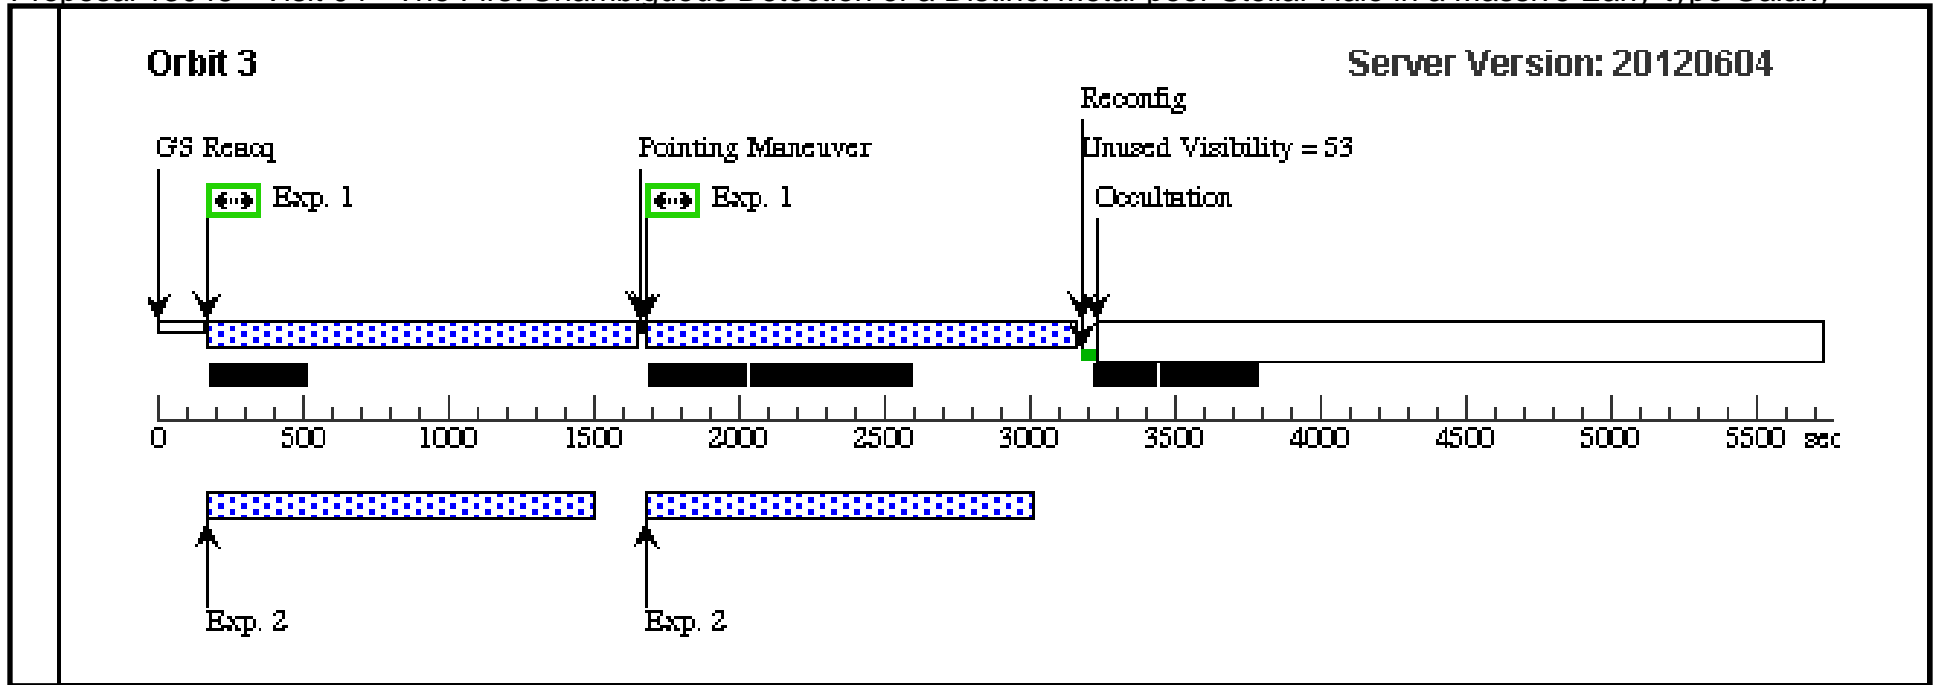 Orbit 3
Server Version: 20120604
Reconfig
GS Reacq
Pointing Maneuver
Unused Visibility = 53
Exp. 1
Exp. 1
Occultation
0 500 1000 1500 2000 2500 3000 3500 4000 4500 5000 5500 sec
Exp. 2
Exp. 2